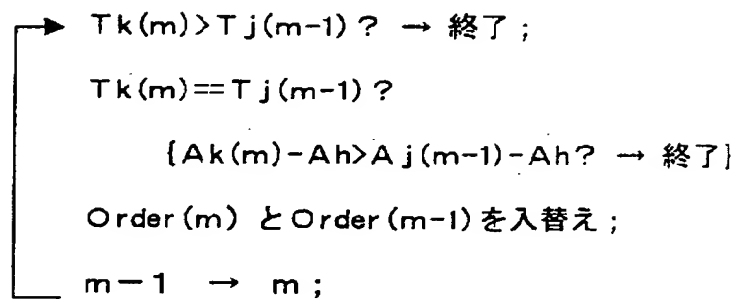 Tk(m)>Tj(m-1)? → 終了;
Tk(m)==Tj(m-1)?
{Ak(m)-Ah>Aj(m-1)-Ah? → 終了}
Order(m) とOrder(m-1)を入替え;
m-1 → m;